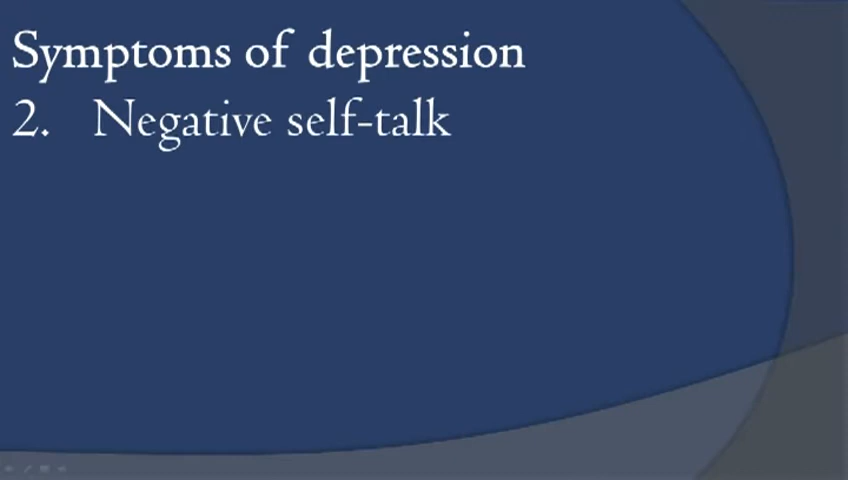 Symptoms of depression
2. Negative self-talk